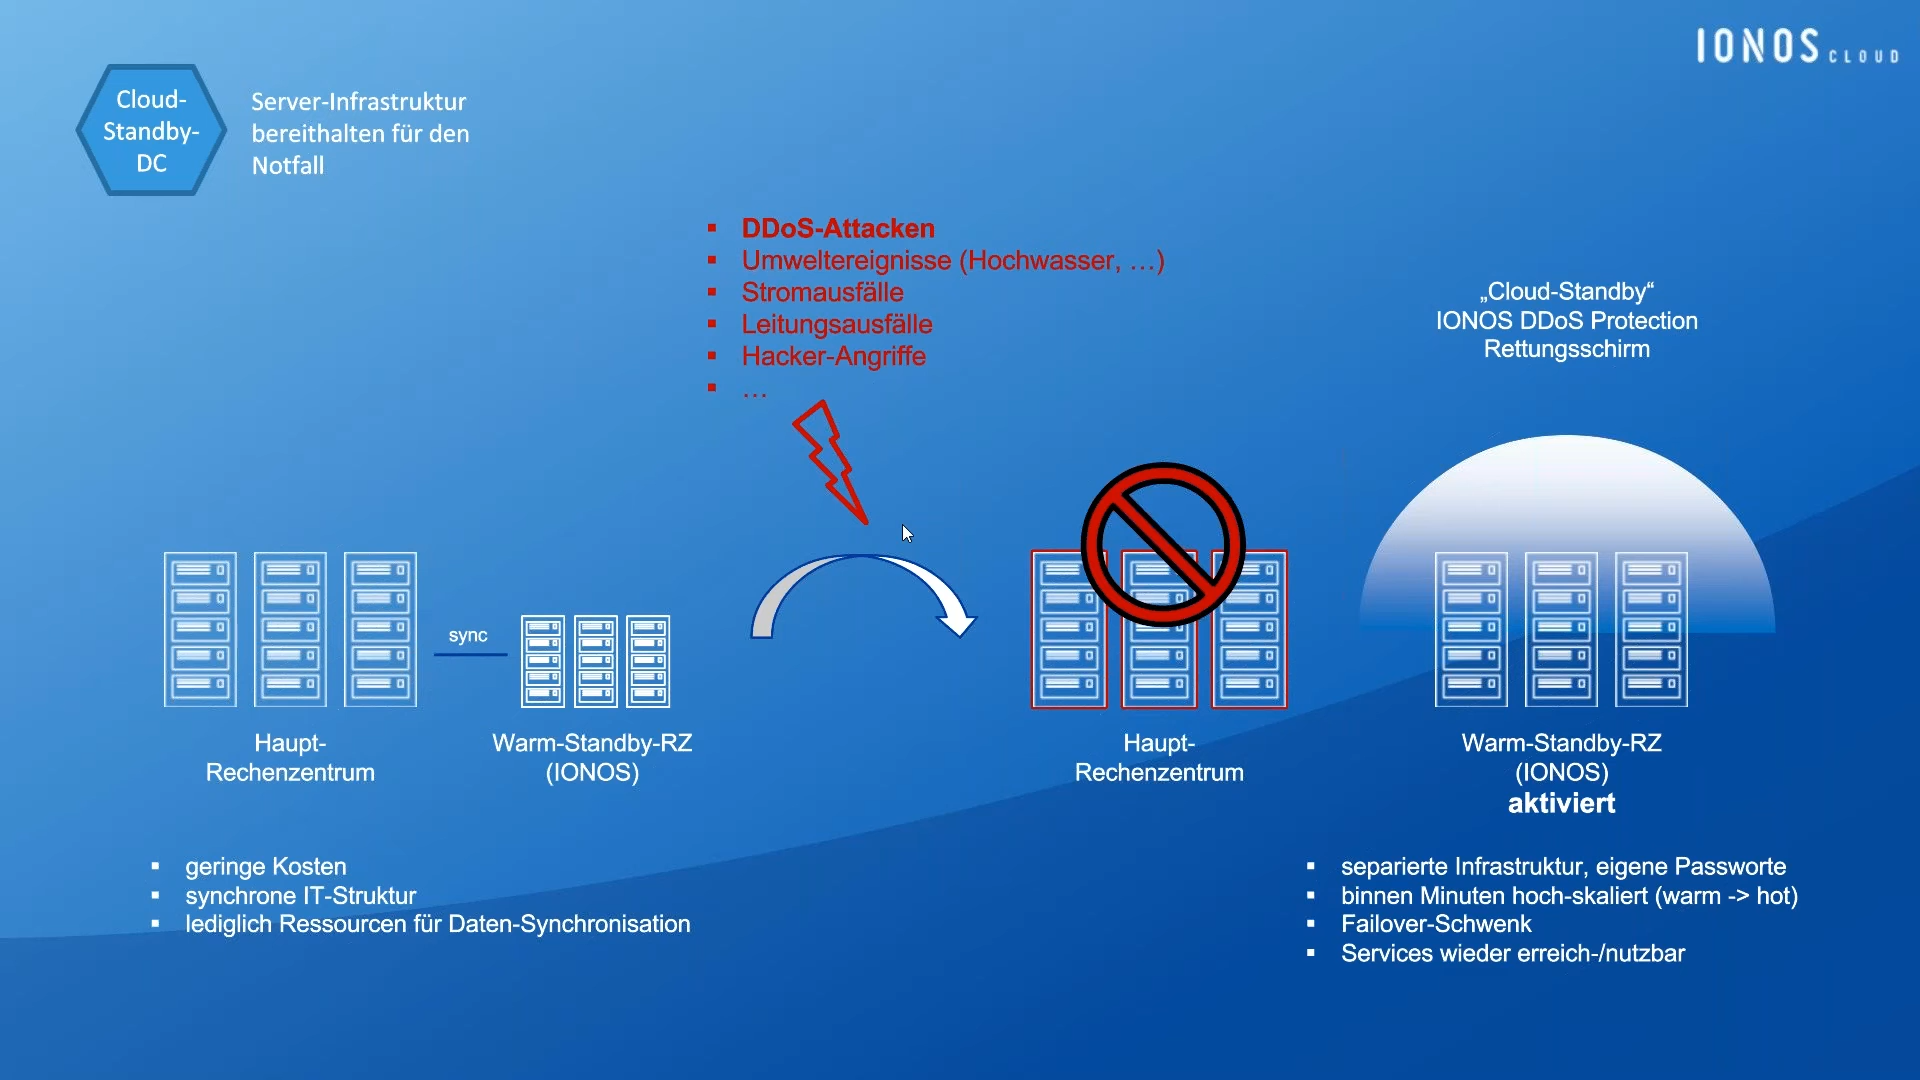 IONOS CLOUD
Cloud-
Standby-
DC
Server-Infrastruktur
bereithalten für den
Notfall
▪ DDoS-Attacken
▪ Umweltereignisse (Hochwasser, …)
▪ Stromausfälle
▪ Leitungsausfälle
▪ Hacker-Angriffe
▪ …
„Cloud-Standby“
IONOS DDoS Protection
Rettungsschirm
sync
Haupt-
Rechenzentrum
Warm-Standby-RZ
(IONOS)
Haupt-
Rechenzentrum
Warm-Standby-RZ
(IONOS)
aktiviert
▪ geringe Kosten
▪ synchrone IT-Struktur
▪ lediglich Ressourcen für Daten-Synchronisation
▪ separierte Infrastruktur, eigene Passworte
▪ binnen Minuten hoch-skaliert (warm -> hot)
▪ Failover-Schwenk
▪ Services wieder erreich-/nutzbar